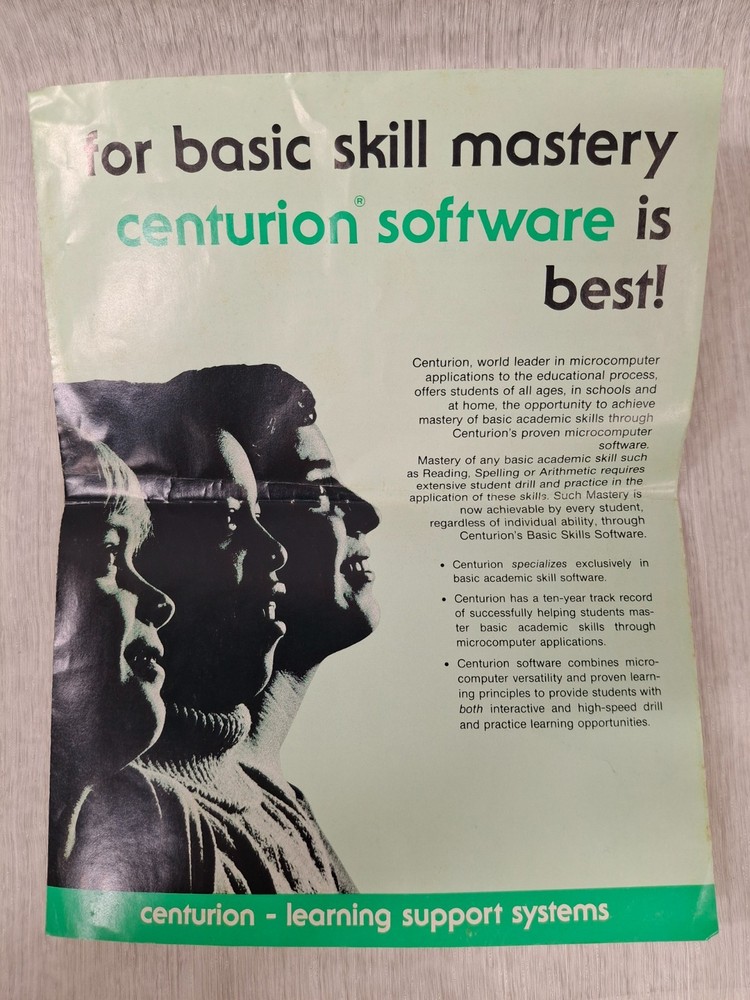 for basic skill mastery
centurion® software is
best!
Centurion, world leader in microcomputer
applications to the educational process,
offers students of all ages, in schools and
at home, the opportunity to achieve
mastery of basic academic skills through
Centurion's proven microcomputer
software.
Mastery of any basic academic skill such
as Reading, Spelling or Arithmetic requires
extensive student drill and practice in the
application of these skills. Such Mastery is
now achievable by every student,
regardless of individual ability, through
Centurion's Basic Skills Software.
• Centurion specializes exclusively in
basic academic skill software.
• Centurion has a ten-year track record
of successfully helping students mas-
ter basic academic skills through
microcomputer applications.
• Centurion software combines micro-
computer versatility and proven learn-
ing principles to provide students with
both interactive and high-speed drill
and practice learning opportunities.
centurion - learning support systems